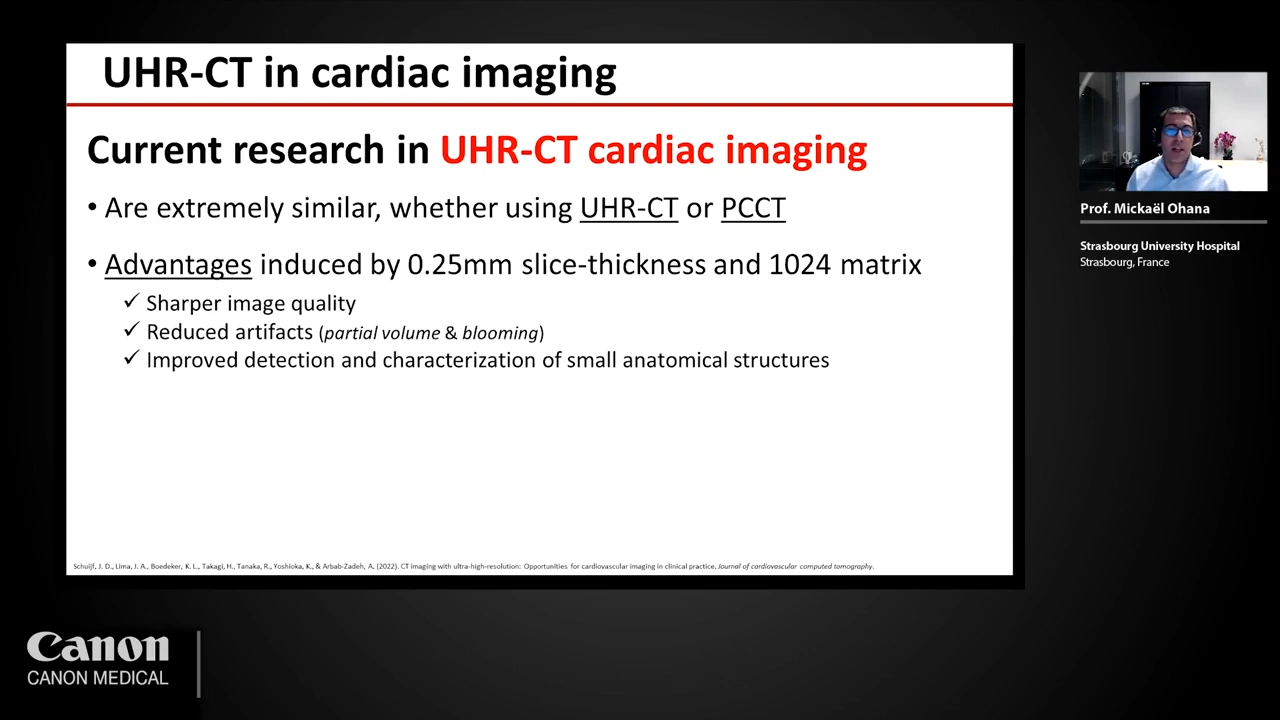 UHR-CT in cardiac imaging
Current research in UHR-CT cardiac imaging
• Are extremely similar, whether using UHR-CT or PCCT
• Advantages induced by 0.25mm slice-thickness and 1024 matrix
✓ Sharper image quality
✓ Reduced artifacts (partial volume & blooming)
✓ Improved detection and characterization of small anatomical structures
Schuijf, J. D., Lima, J. A., Boedeker, K. L., Takagi, H., Tanaka, R., Yoshioka, K., & Arbab-Zadeh, A. (2022). CT imaging with ultra-high-resolution: Opportunities for cardiovascular imaging in clinical practice. Journal of cardiovascular computed tomography.
Prof. Mickaël Ohana
Strasbourg University Hospital
Strasbourg, France
Canon
CANON MEDICAL